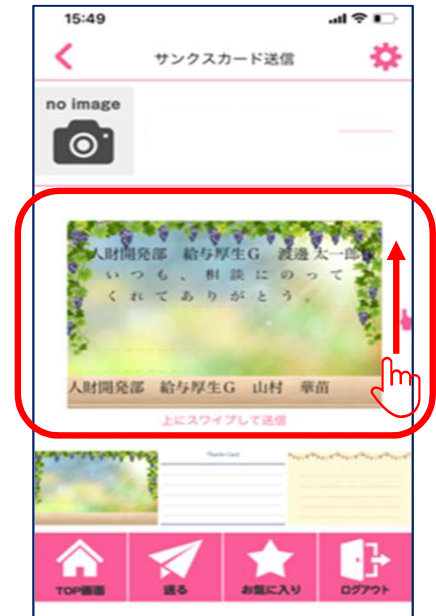 15:49
サンクスカード送信
no image
人財開発部 給与厚生G 渡邊 太一郎
いつも、相談にのって
くれてありがとう。
人財開発部 給与厚生G 山村 華苗
上にスワイプして送信
Thanks Card
TOP画面 送る お気に入り ログアウト